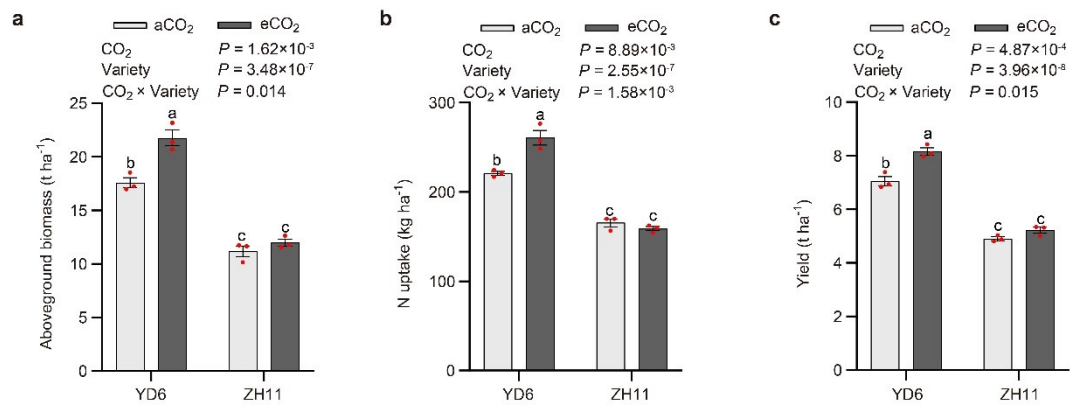 a
aCO₂ eCO₂
CO₂ P = 1.62×10⁻³
Variety P = 3.48×10⁻⁷
CO₂ × Variety P = 0.014
Aboveground biomass (t ha⁻¹)
25
20
15
10
5
0
b
a
c
c
YD6 ZH11
b
aCO₂ eCO₂
CO₂ P = 8.89×10⁻³
Variety P = 2.55×10⁻⁷
CO₂ × Variety P = 1.58×10⁻³
N uptake (kg ha⁻¹)
300
200
100
0
b
a
c
c
YD6 ZH11
c
aCO₂ eCO₂
CO₂ P = 4.87×10⁻⁴
Variety P = 3.96×10⁻⁸
CO₂ × Variety P = 0.015
Yield (t ha⁻¹)
10
8
6
4
2
0
b
a
c
c
YD6 ZH11